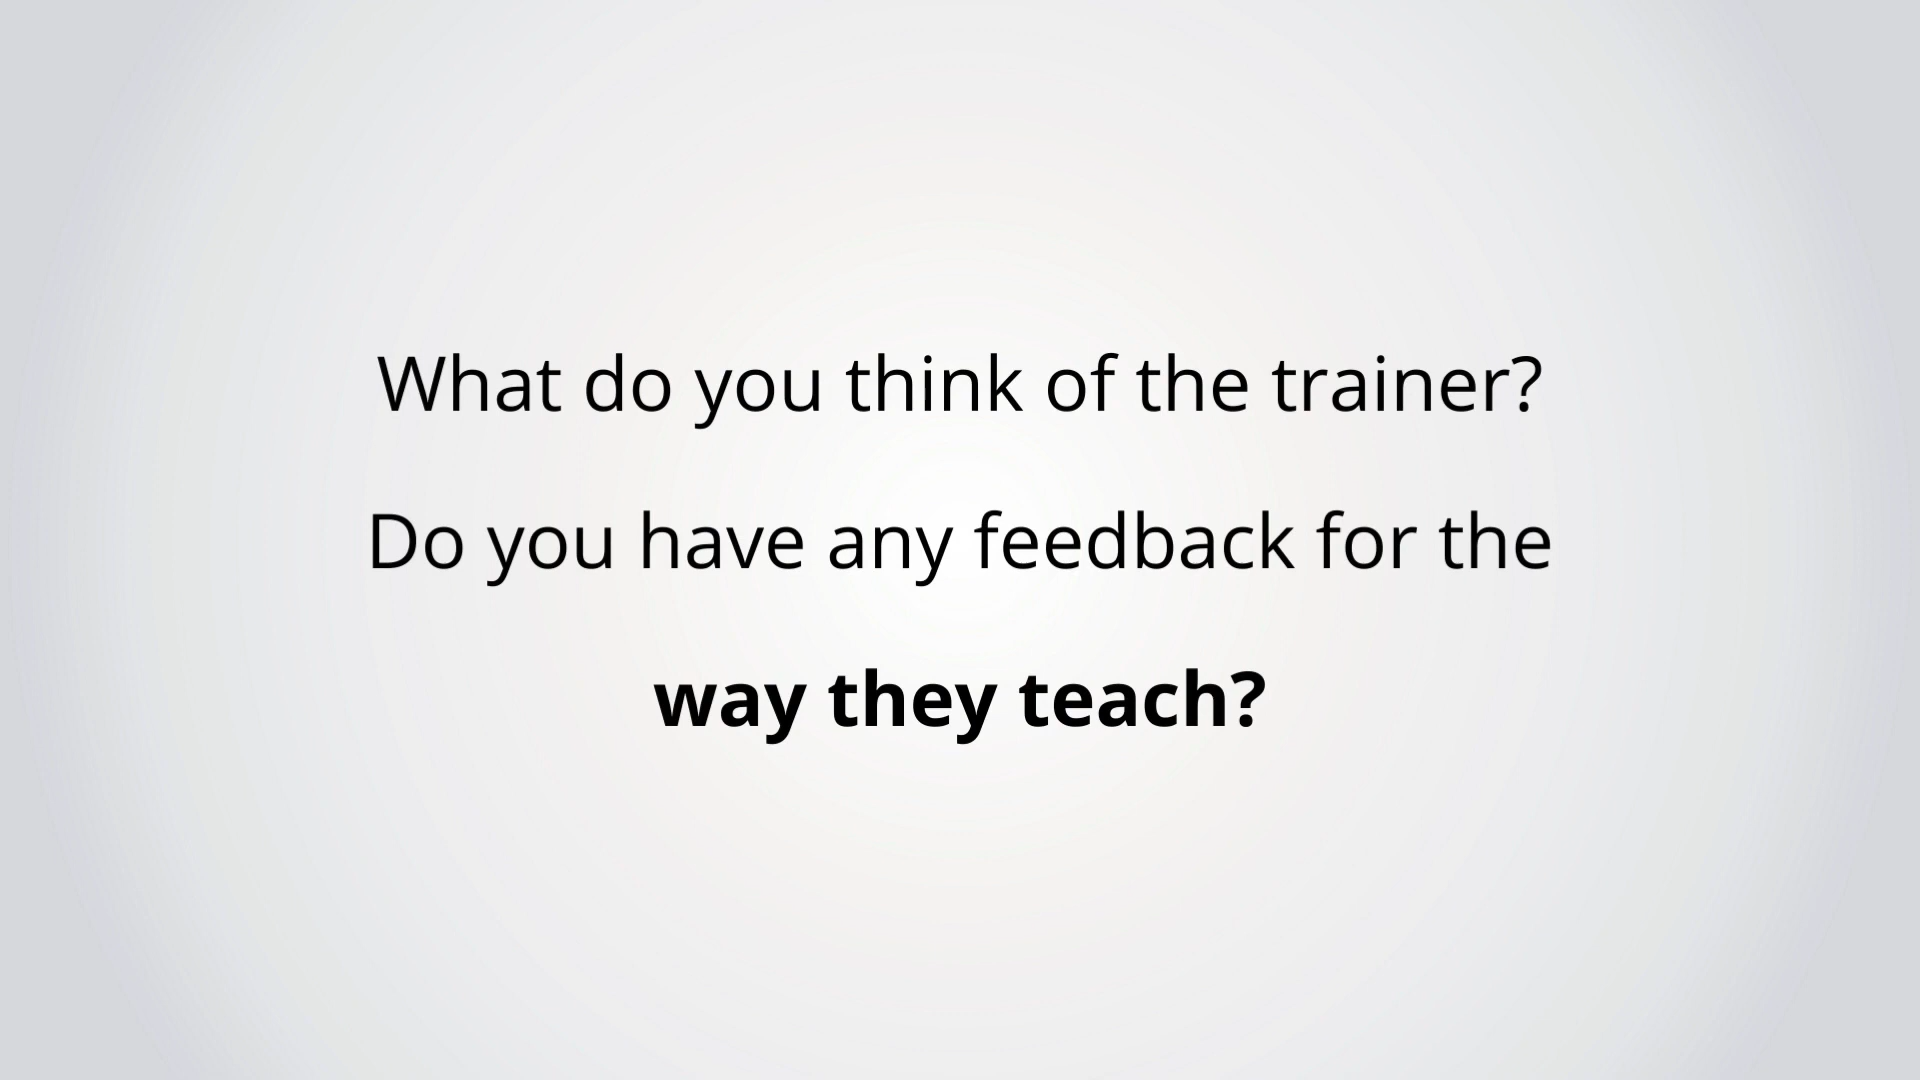 What do you think of the trainer?
Do you have any feedback for the
way they teach?